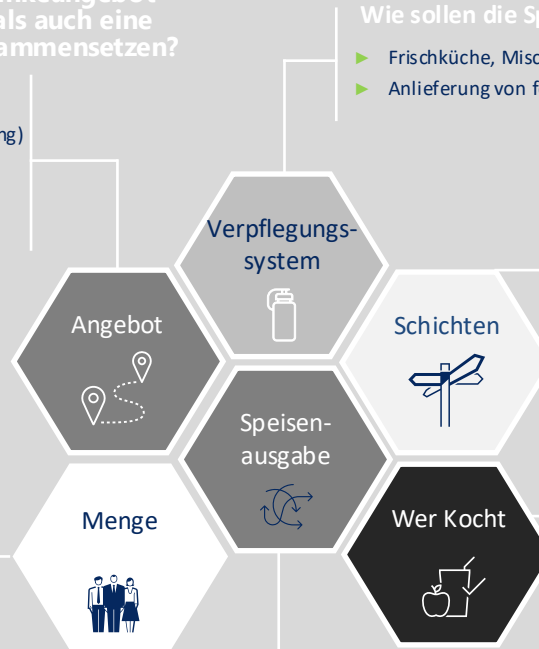 als auch eine
ammensetzen?
Wie sollen die Sp
Frischküche, Misc
Anlieferung von f
ng)
Verpflegungs-
system
Angebot
Schichten
Speisen-
ausgabe
Menge
Wer Kocht